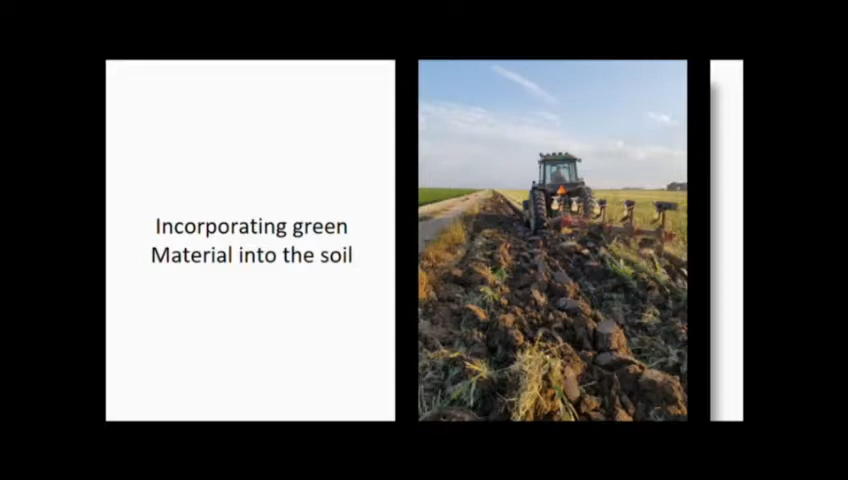 Incorporating green
Material into the soil